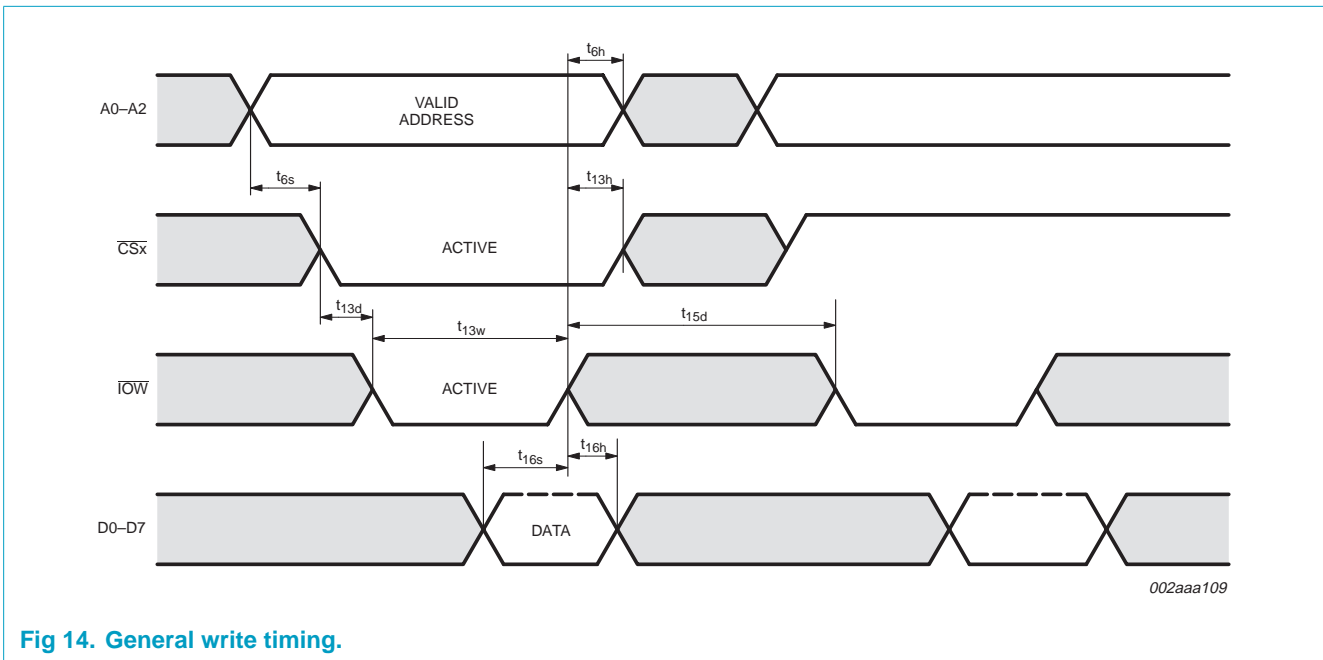 t6h
A0–A2
VALID
ADDRESS
t6s
t13h
CSx
ACTIVE
t13d
t13w
t15d
IOW
ACTIVE
t16s
t16h
D0–D7
DATA
002aaa109
Fig 14. General write timing.